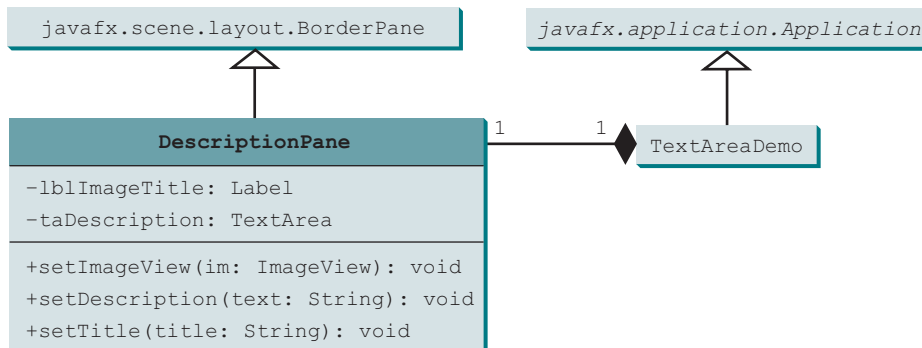 javafx.scene.layout.BorderPane
javafx.application.Application
DescriptionPane
1 1
TextAreaDemo
-lblImageTitle: Label
-taDescription: TextArea
+setImageView(im: ImageView): void
+setDescription(text: String): void
+setTitle(title: String): void